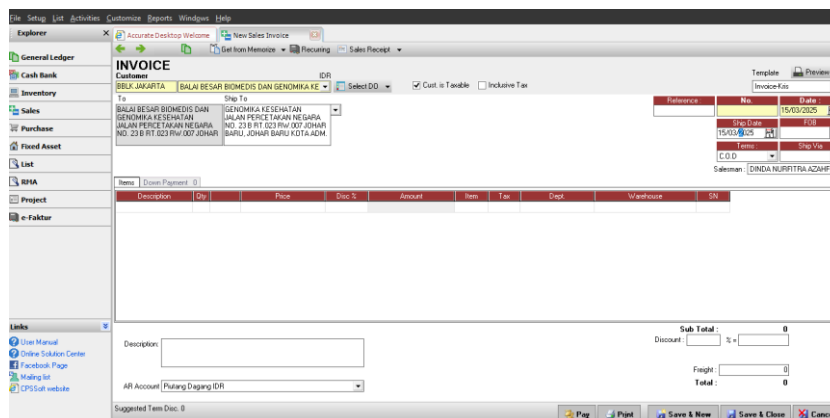 File Setup List Activities Customize Reports Windows Help
Explorer X Accurate Desktop Welcome New Sales Invoice
Get from Memorize Recuring Sales Receipt
General Ledger
Cash Bank
Inventory
Sales
Purchase
Fixed Asset
List
RMA
Project
e-Faktur
Links
User Manual
Online Solution Center
Facebook Page
Mailing list
CPSSoft website
INVOICE
Customer IDR
BBLK JAKARTA BALAI BESAR BIOMEDIS DAN GENOMIKA KE Select DO Cust. is Taxable Inclusive Tax
To Ship To
BALAI BESAR BIOMEDIS DAN
GENOMIKA KESEHATAN
JALAN PERCETAKAN NEGARA
NO. 23 B RT.023 RW.007 JOHAR
GENOMIKA KESEHATAN
JALAN PERCETAKAN NEGARA
NO. 23 B RT.023 RW.007 JOHAR
BARU, JOHAR BARU KOTA ADM.
Template Preview
Invoice-Kris
Reference : No. Date :
15/03/2025
Ship Date FOB
15/03/2025
Terms : Ship Via
C.O.D
Salesman : DINDA NURFITRA AZAHF
Items Down Payment 0
Description Qty Price Disc % Amount Item Tax Dept. Warehouse SN
Description:
AR Account Piutang Dagang IDR
Sub Total : 0
Discount : % =
Freight : 0
Total : 0
Suggested Term Disc. 0
Pay Print Save & New Save & Close Canc